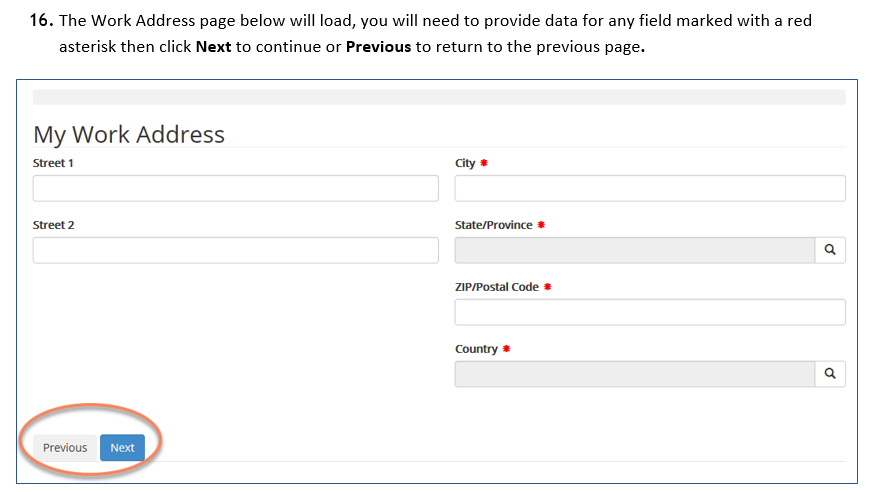 16. The Work Address page below will load, you will need to provide data for any field marked with a red
asterisk then click Next to continue or Previous to return to the previous page.
My Work Address
Street 1
City *
Street 2
State/Province *
ZIP/Postal Code *
Country *
Previous Next